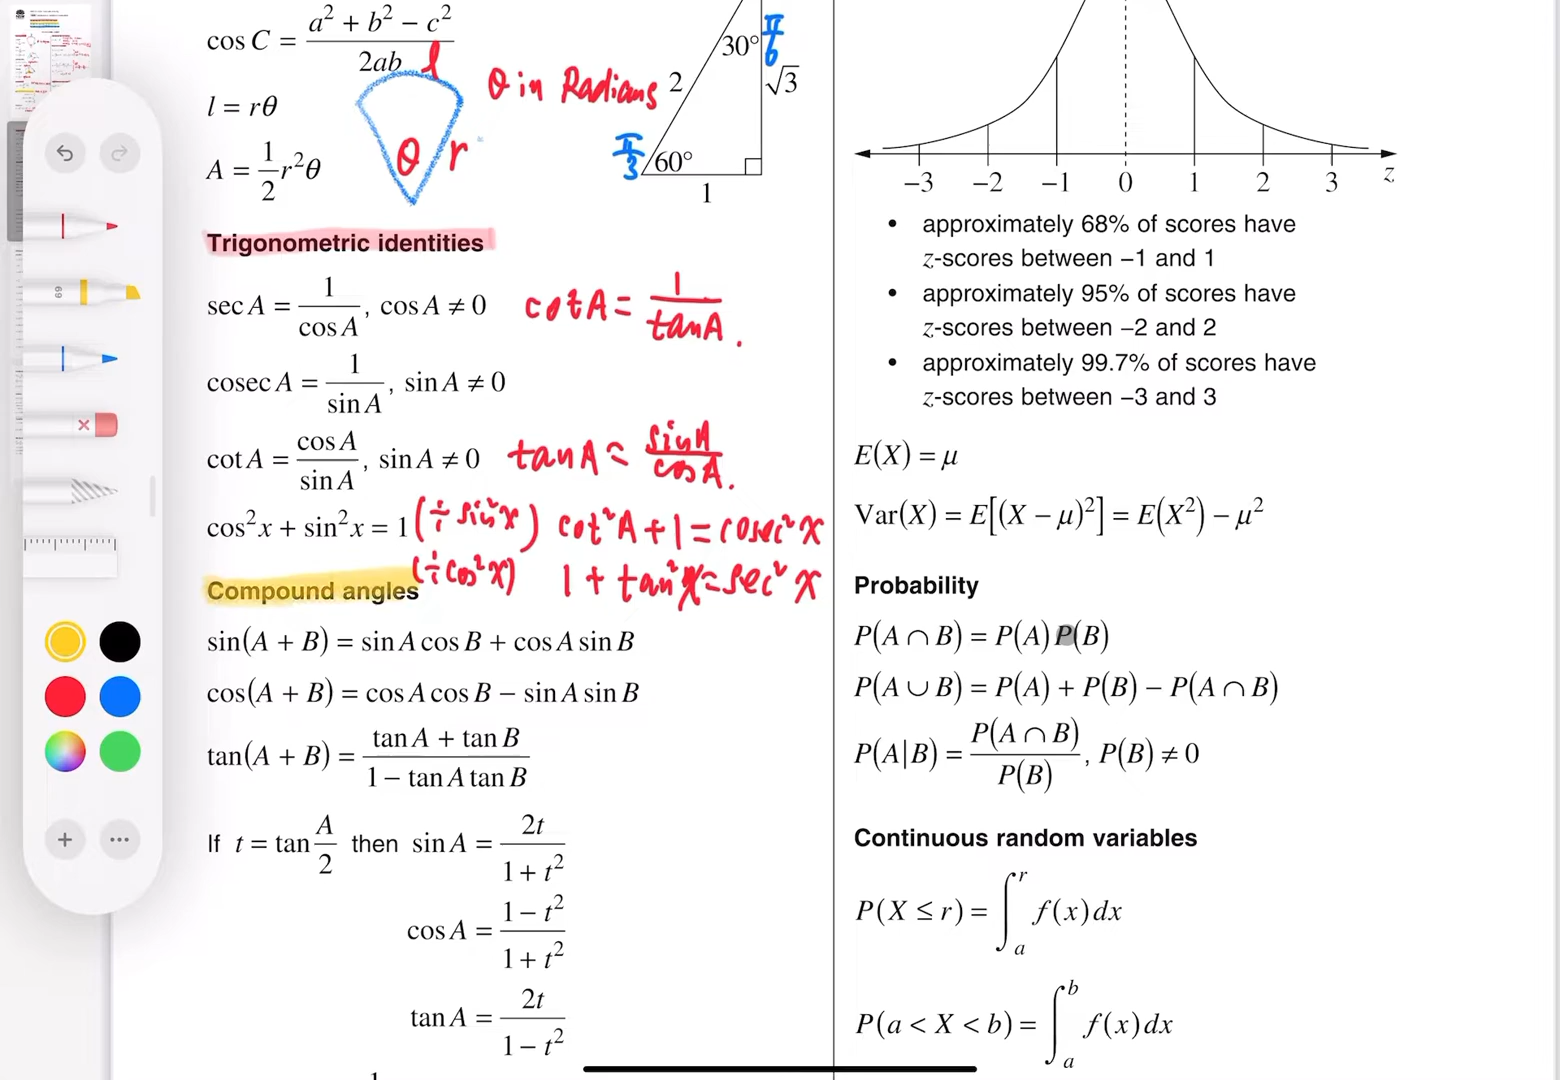 cos C = (a² + b² − c²) / 2ab
l
θ in Radians
l = rθ
A = 1/2 r²θ
θ r
30° π/6
2 √3
π/3 60°
1
Trigonometric identities
sec A = 1 / cos A , cos A ≠ 0 cot A = 1 / tan A .
cosec A = 1 / sin A , sin A ≠ 0
cot A = cos A / sin A , sin A ≠ 0 tan A = sin A / cos A .
cos²x + sin²x = 1 (÷ sin²x) cot²A + 1 = cosec²x
(÷ cos²x) 1 + tan²x = sec²x
Compound angles
sin(A + B) = sin A cos B + cos A sin B
cos(A + B) = cos A cos B − sin A sin B
tan(A + B) = (tan A + tan B) / (1 − tan A tan B)
If t = tan A/2 then sin A = 2t / (1 + t²)
cos A = (1 − t²) / (1 + t²)
tan A = 2t / (1 − t²)
1
−3 −2 −1 0 1 2 3 z
• approximately 68% of scores have
z-scores between −1 and 1
• approximately 95% of scores have
z-scores between −2 and 2
• approximately 99.7% of scores have
z-scores between −3 and 3
E(X) = μ
Var(X) = E[(X − μ)²] = E(X²) − μ²
Probability
P(A ∩ B) = P(A)P(B)
P(A ∪ B) = P(A) + P(B) − P(A ∩ B)
P(A|B) = P(A ∩ B) / P(B) , P(B) ≠ 0
Continuous random variables
P(X ≤ r) = ∫ₐʳ f(x) dx
P(a < X < b) = ∫ₐᵇ f(x) dx
69